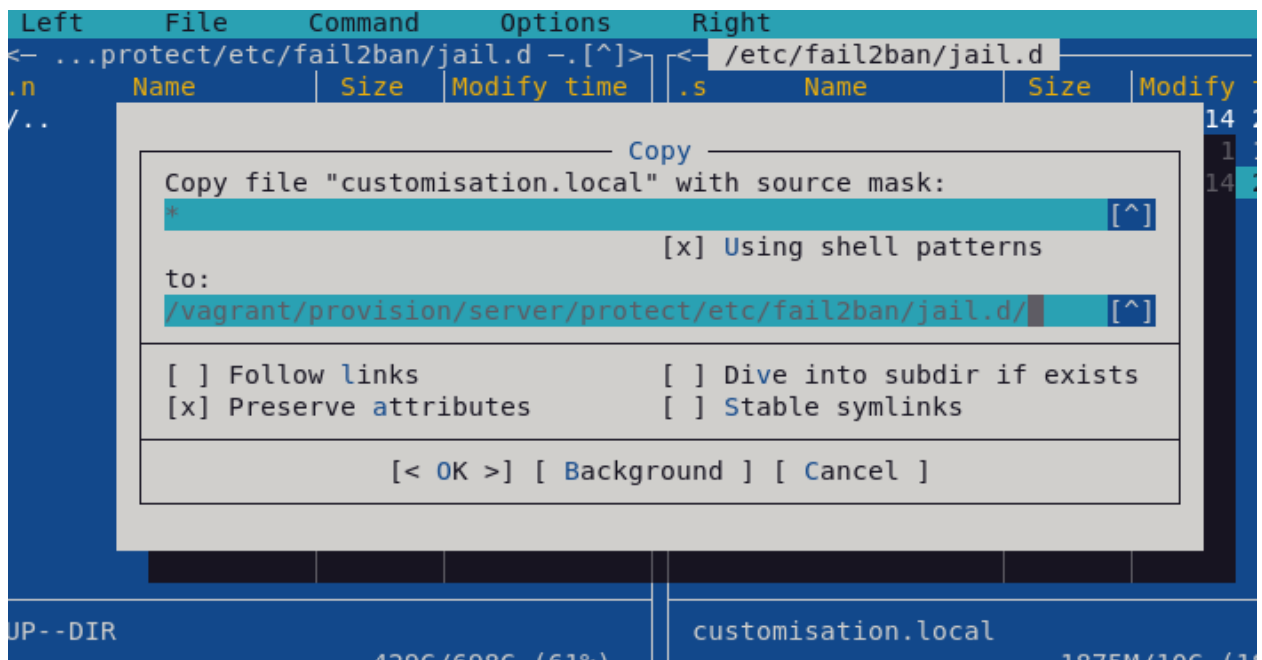 Left File Command Options Right
<— ...protect/etc/fail2ban/jail.d —.[^]> <— /etc/fail2ban/jail.d
.n Name Size Modify time .s Name Size Modify
/.. 14
Copy 1
Copy file "customisation.local" with source mask: 14
* [^]
[x] Using shell patterns
to:
/vagrant/provision/server/protect/etc/fail2ban/jail.d/ [^]
[ ] Follow links [ ] Dive into subdir if exists
[x] Preserve attributes [ ] Stable symlinks
[< OK >] [ Background ] [ Cancel ]
UP--DIR customisation.local